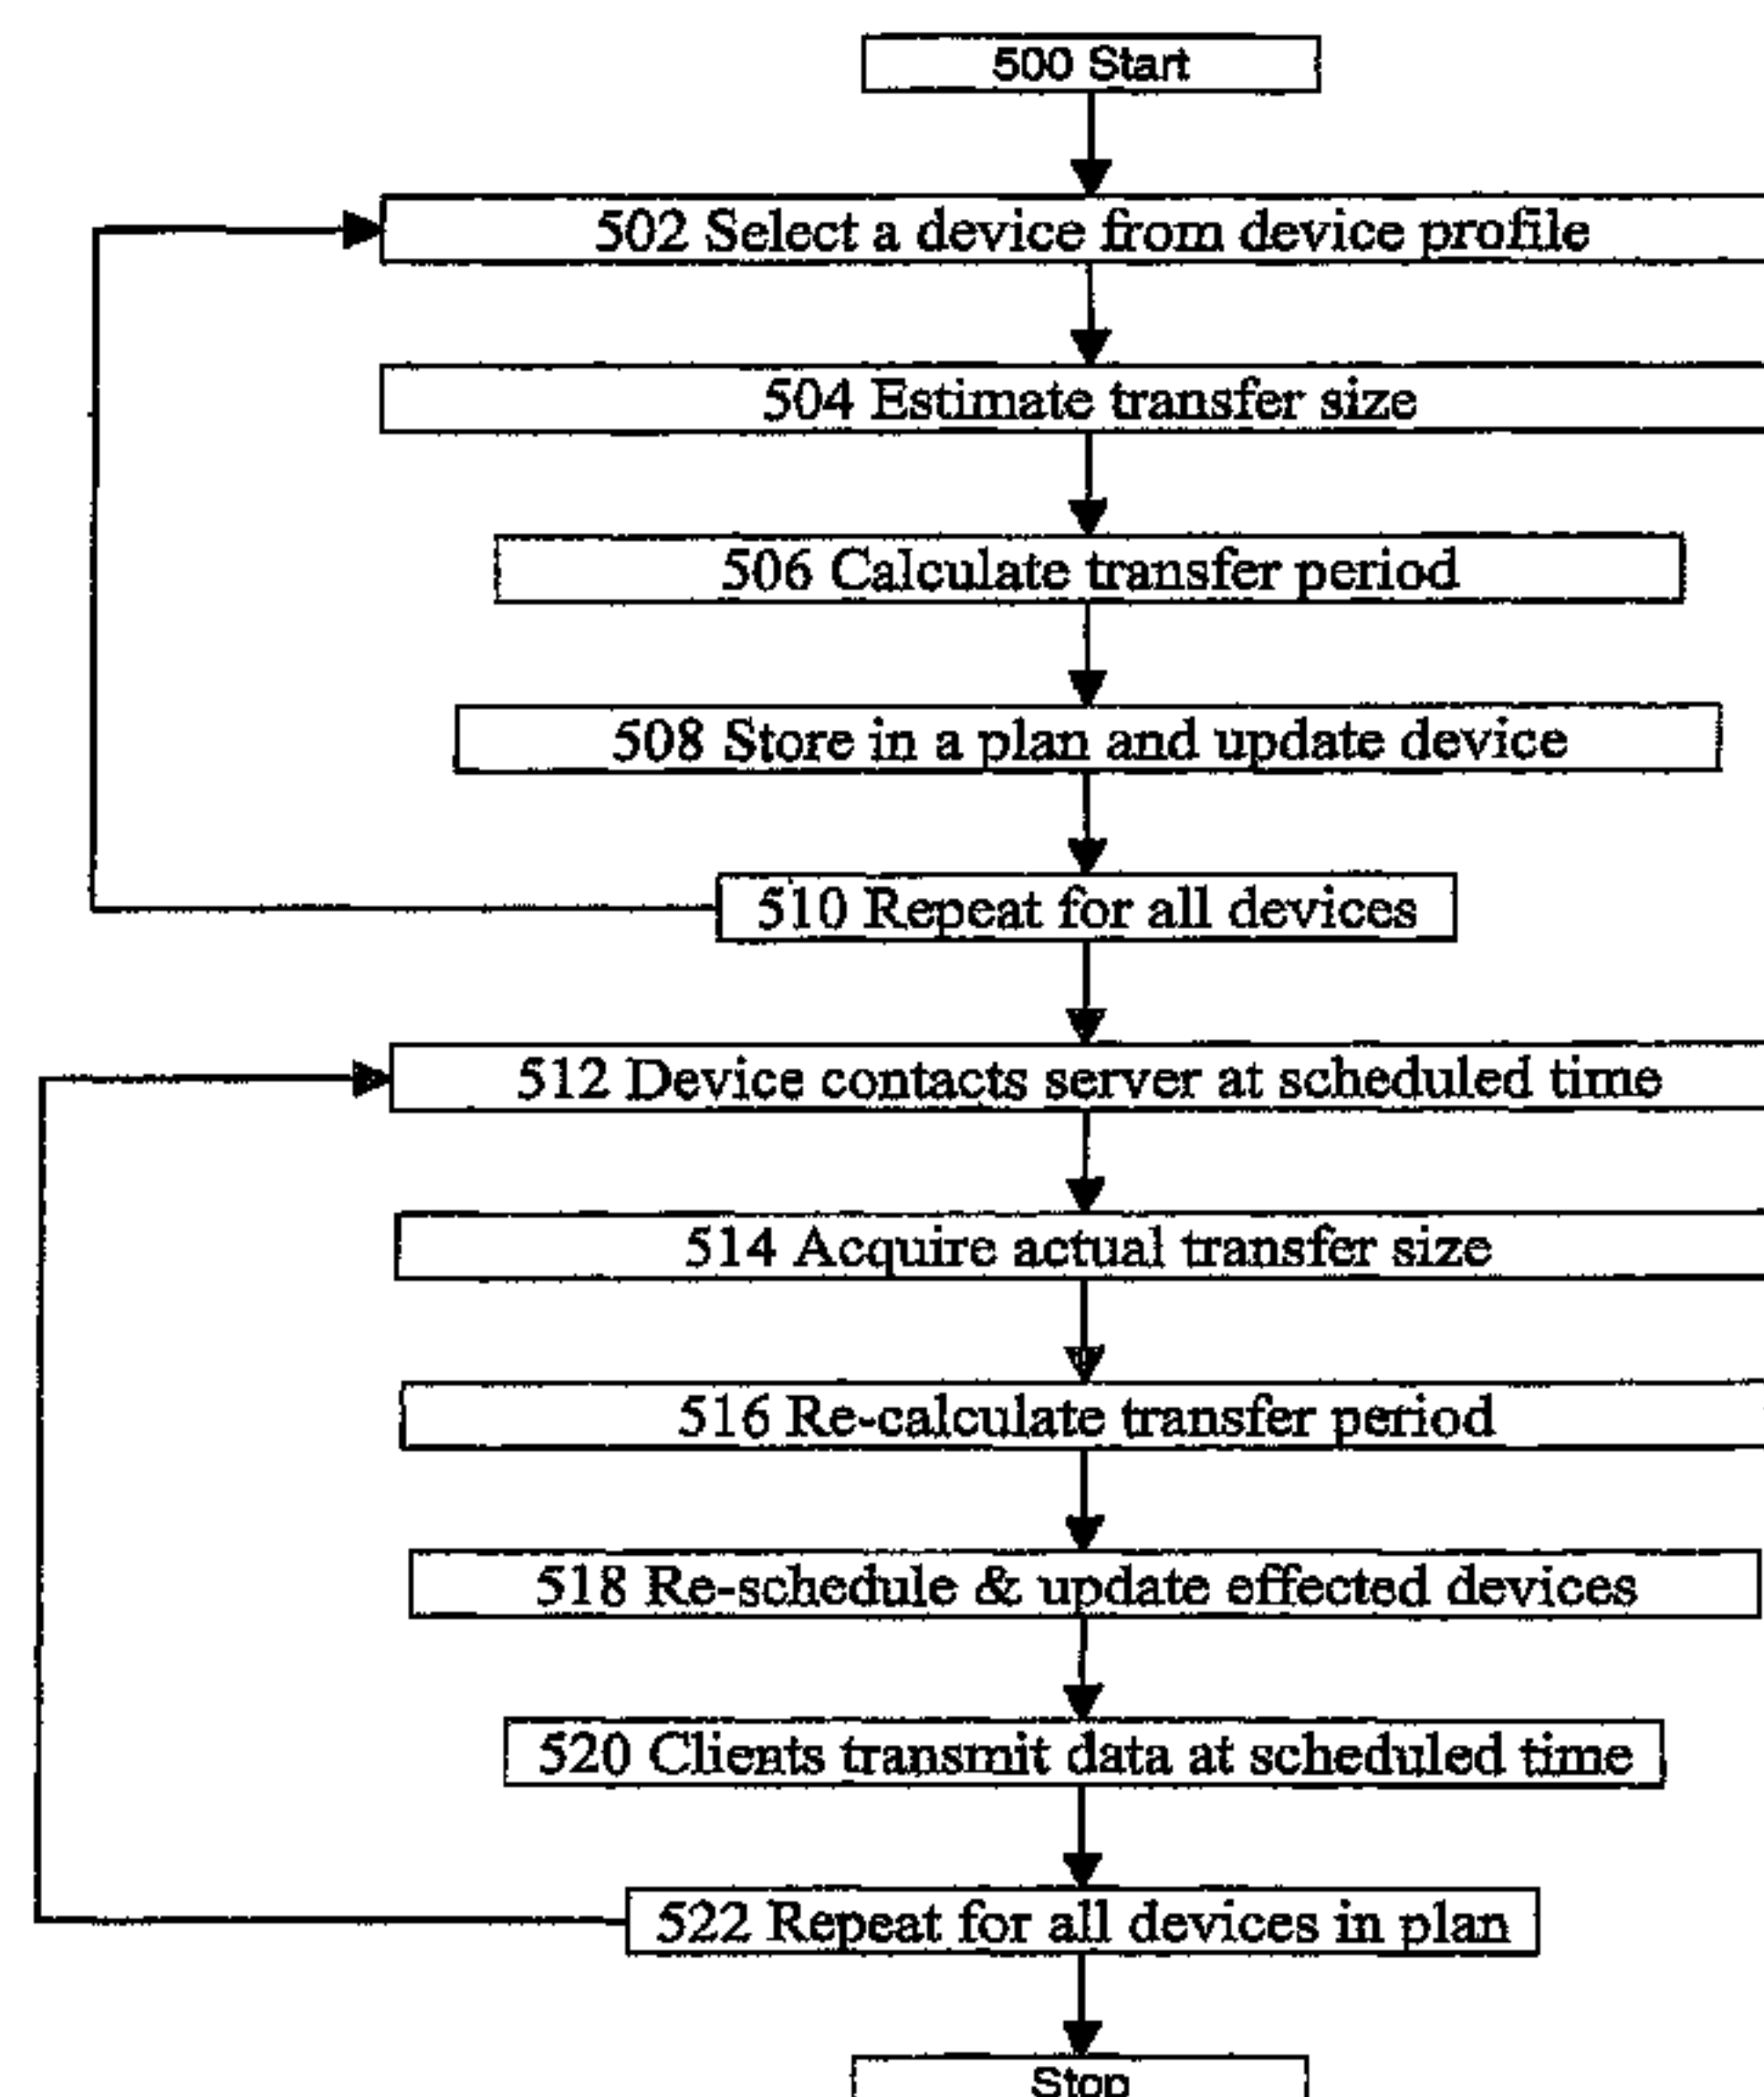 500 Start
502 Select a device from device profile
504 Estimate transfer size
506 Calculate transfer period
508 Store in a plan and update device
510 Repeat for all devices
512 Device contacts server at scheduled time
514 Acquire actual transfer size
516 Re-calculate transfer period
518 Re-schedule & update effected devices
520 Clients transmit data at scheduled time
522 Repeat for all devices in plan
Stop